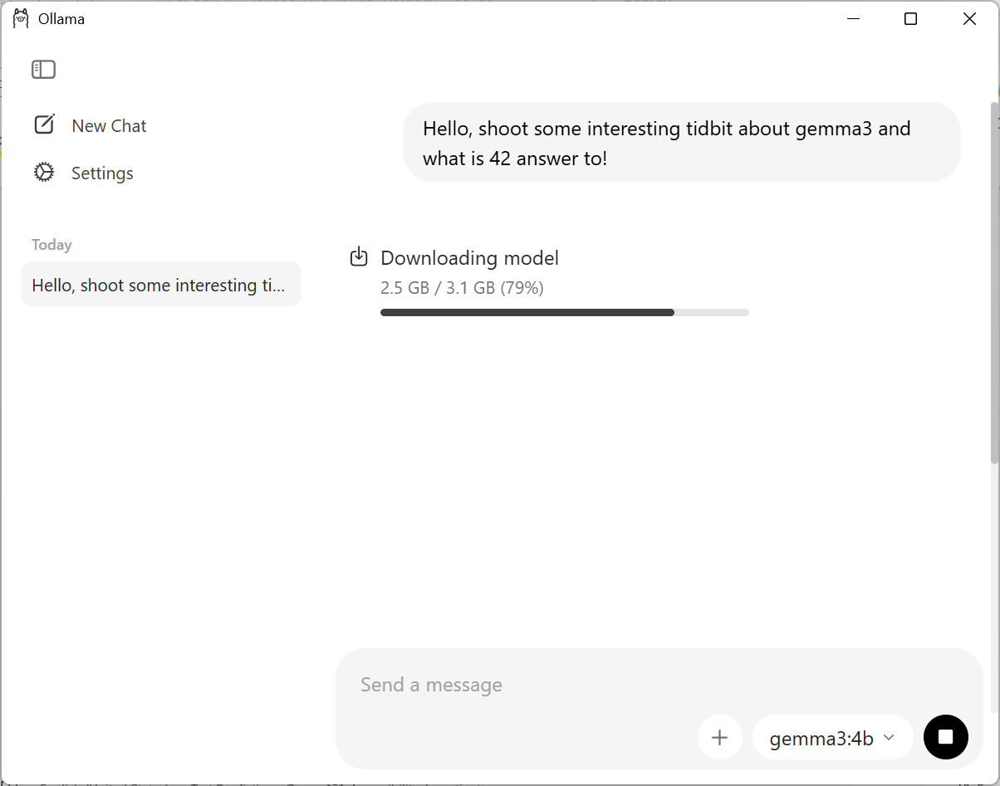 Ollama
New Chat
Settings
Today
Hello, shoot some interesting ti...
Hello, shoot some interesting tidbit about gemma3 and
what is 42 answer to!
Downloading model
2.5 GB / 3.1 GB (79%)
Send a message
gemma3:4b